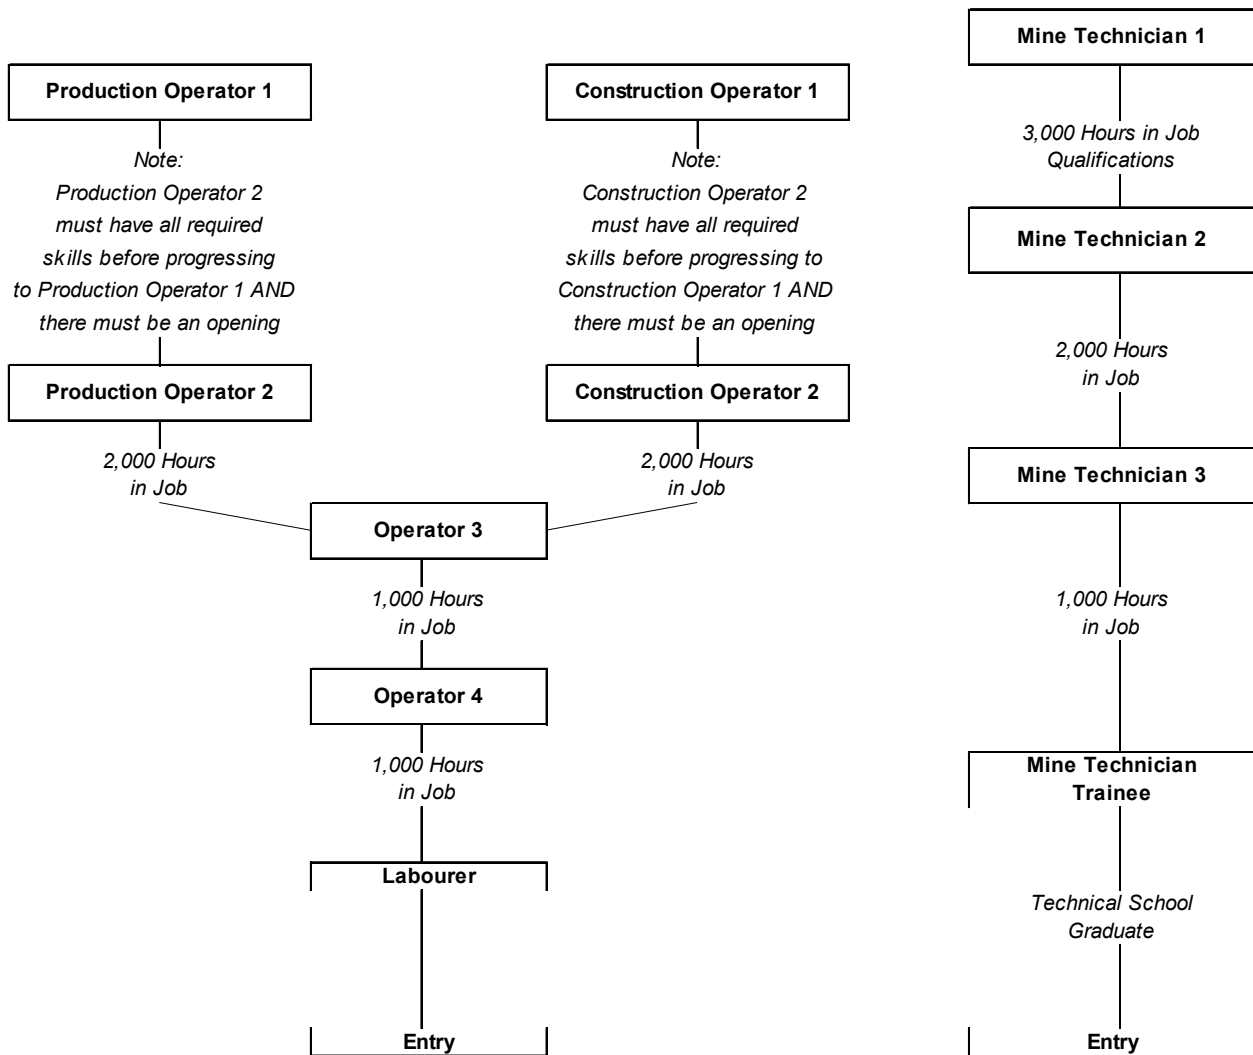 Production Operator 1
Note:
Production Operator 2
must have all required
skills before progressing
to Production Operator 1 AND
there must be an opening
Production Operator 2
2,000 Hours
in Job
Construction Operator 1
Note:
Construction Operator 2
must have all required
skills before progressing to
Construction Operator 1 AND
there must be an opening
Construction Operator 2
2,000 Hours
in Job
Operator 3
1,000 Hours
in Job
Operator 4
1,000 Hours
in Job
Labourer
Entry
Mine Technician 1
3,000 Hours in Job
Qualifications
Mine Technician 2
2,000 Hours
in Job
Mine Technician 3
1,000 Hours
in Job
Mine Technician
Trainee
Technical School
Graduate
Entry